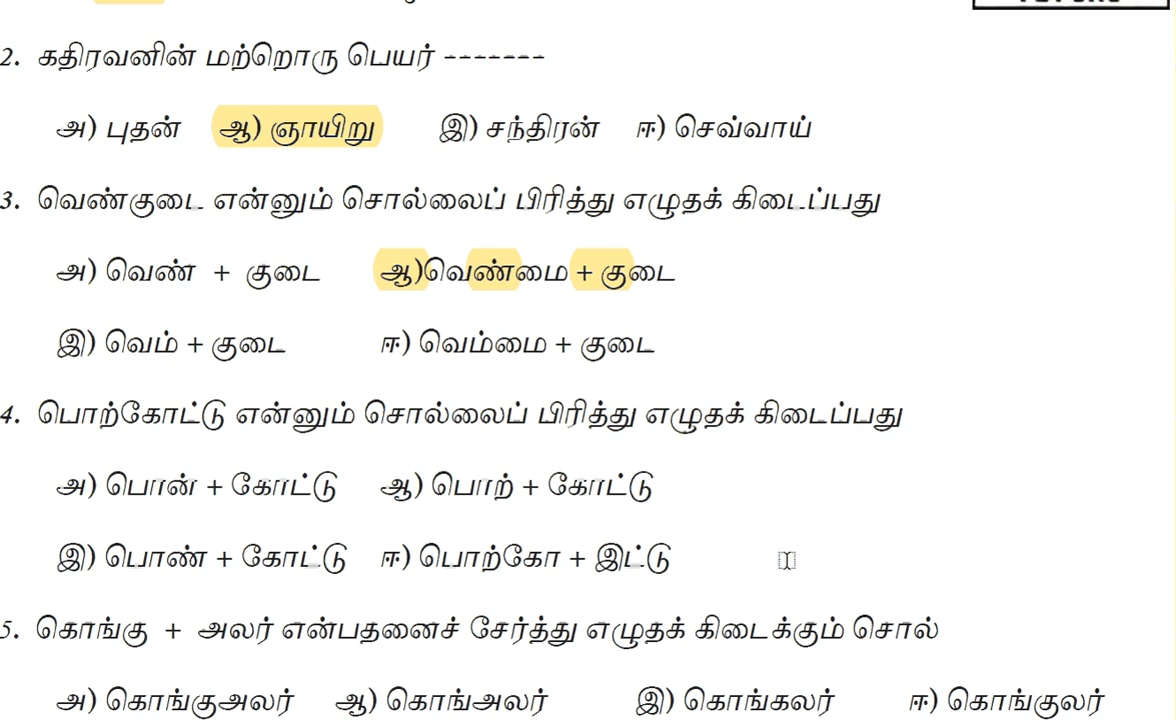 2. கதிரவனின் மற்றொரு பெயர் -------
அ) புதன் ஆ) ஞாயிறு இ) சந்திரன் ஈ) செவ்வாய்
3. வெண்குடை என்னும் சொல்லைப் பிரித்து எழுதக் கிடைப்பது
அ) வெண் + குடை ஆ)வெண்மை + குடை
இ) வெம் + குடை ஈ) வெம்மை + குடை
4. பொற்கோட்டு என்னும் சொல்லைப் பிரித்து எழுதக் கிடைப்பது
அ) பொன் + கோட்டு ஆ) பொற் + கோட்டு
இ) பொண் + கோட்டு ஈ) பொற்கோ + இட்டு
5. கொங்கு + அலர் என்பதனைச் சேர்த்து எழுதக் கிடைக்கும் சொல்
அ) கொங்குஅலர் ஆ) கொங்அலர் இ) கொங்கலர் ஈ) கொங்குலர்